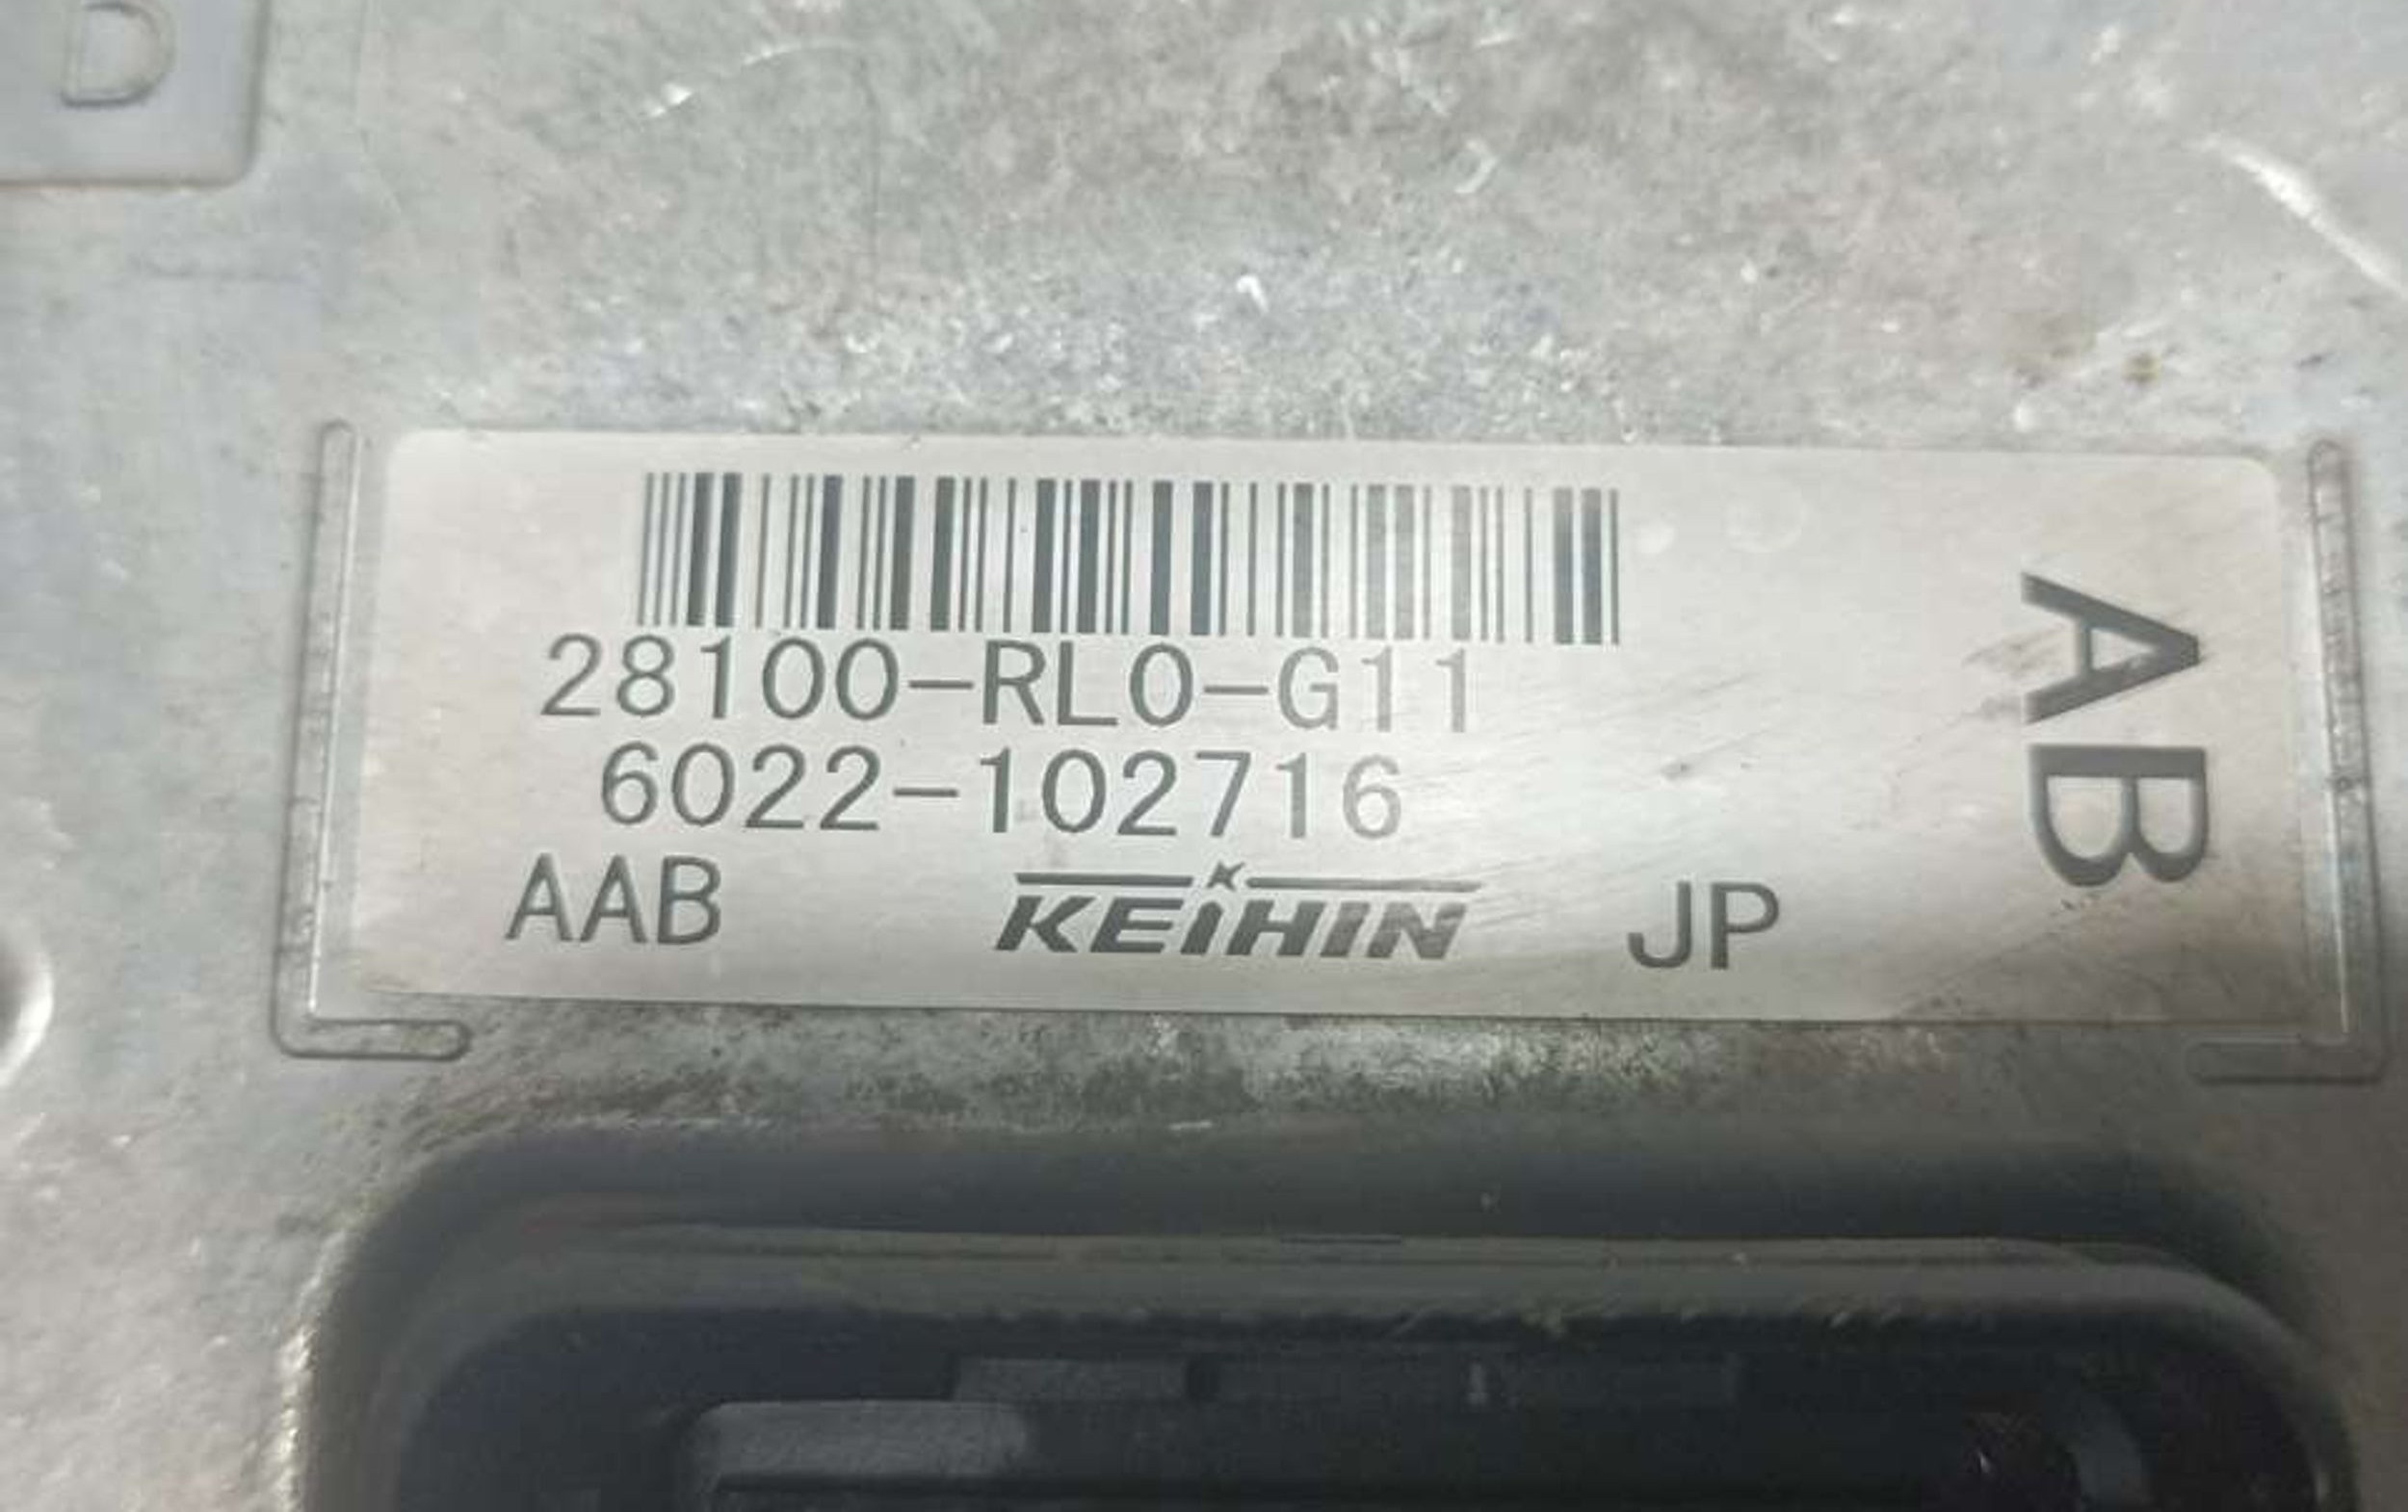 D
28100-RL0-G11
6022-102716
AAB KEIHIN JP
AB